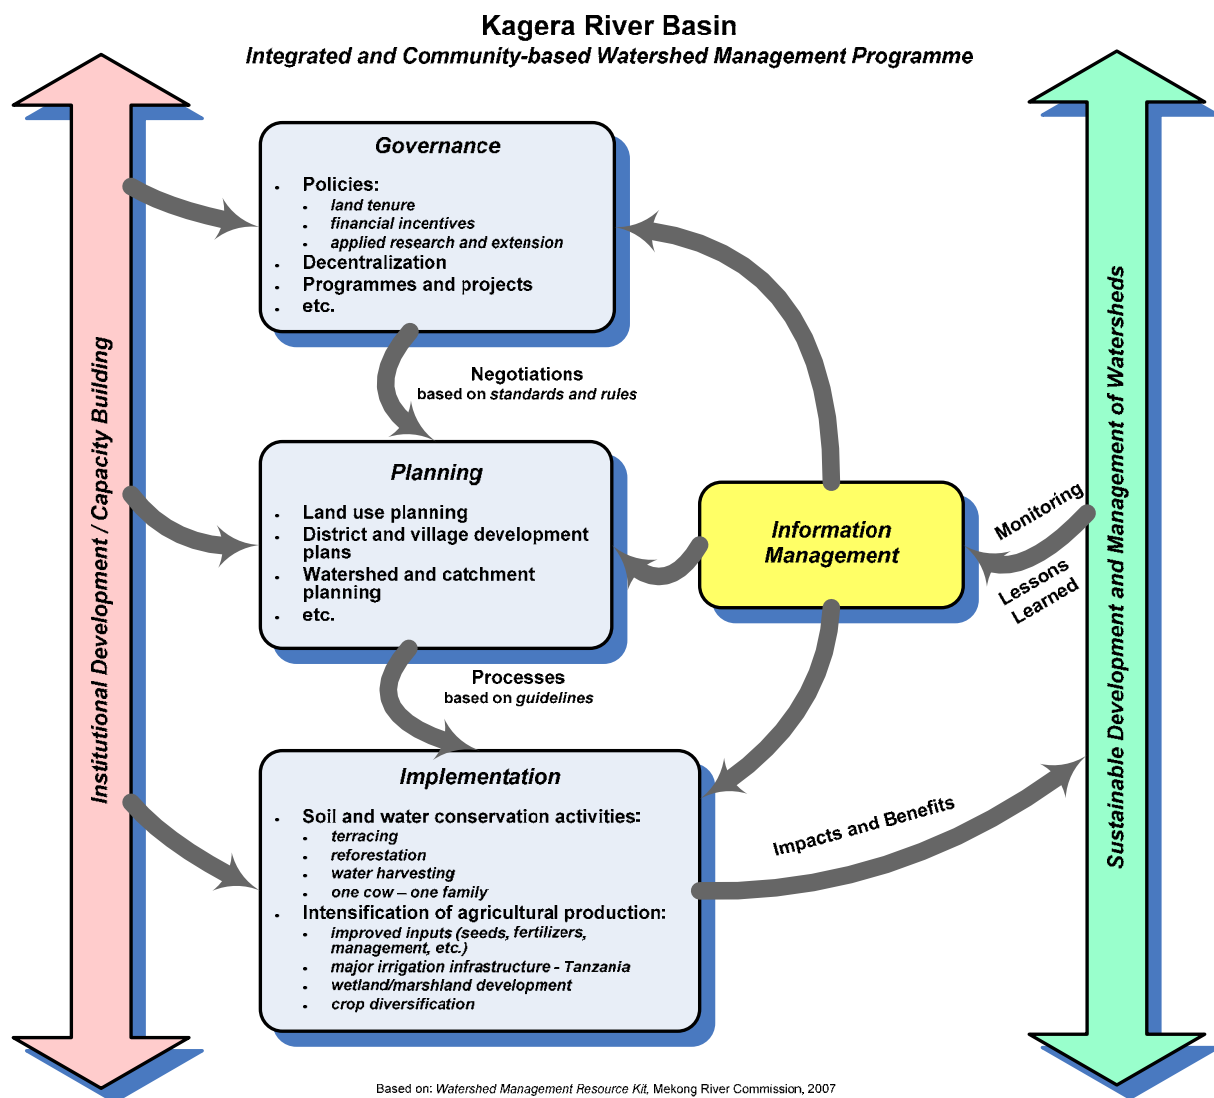 Kagera River Basin
Integrated and Community-based Watershed Management Programme
Institutional Development / Capacity Building
Governance
. Policies:
. land tenure
. financial incentives
. applied research and extension
. Decentralization
. Programmes and projects
. etc.
Negotiations
based on standards and rules
Planning
. Land use planning
. District and village development
plans
. Watershed and catchment
planning
. etc.
Information
Management
Monitoring
Lessons
Learned
Processes
based on guidelines
Implementation
. Soil and water conservation activities:
. terracing
. reforestation
. water harvesting
. one cow – one family
. Intensification of agricultural production:
. improved inputs (seeds, fertilizers,
management, etc.)
. major irrigation infrastructure - Tanzania
. wetland/marshland development
. crop diversification
Impacts and Benefits
Sustainable Development and Management of Watersheds
Based on: Watershed Management Resource Kit, Mekong River Commission, 2007